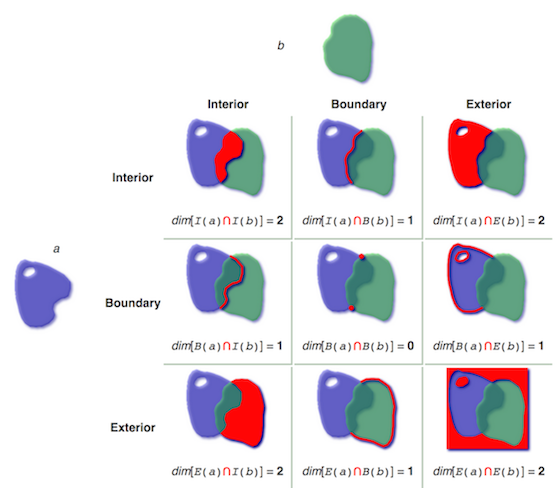 b
Interior Boundary Exterior
Interior
dim[I(a)∩I(b)] = 2 dim[I(a)∩B(b)] = 1 dim[I(a)∩E(b)] = 2
a
Boundary
dim[B(a)∩I(b)] = 1 dim[B(a)∩B(b)] = 0 dim[B(a)∩E(b)] = 1
Exterior
dim[E(a)∩I(b)] = 2 dim[E(a)∩B(b)] = 1 dim[E(a)∩E(b)] = 2